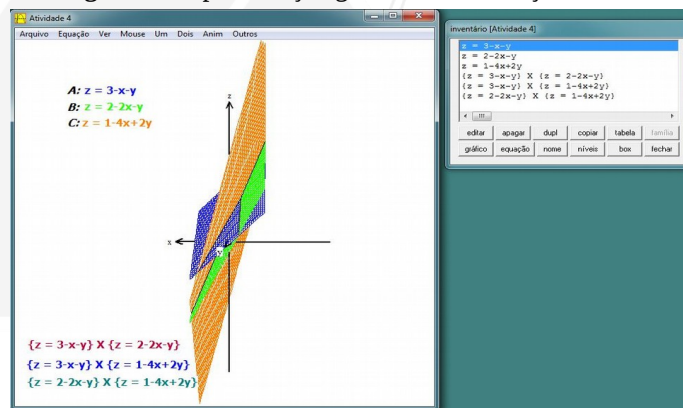 Atividade 4
Arquivo Equação Ver Mouse Um Dois Anim Outros
A: z = 3-x-y
B: z = 2-2x-y
C: z = 1-4x+2y
z
x
y
{z = 3-x-y} X {z = 2-2x-y}
{z = 3-x-y} X {z = 1-4x+2y}
{z = 2-2x-y} X {z = 1-4x+2y}
inventário [Atividade 4]
z = 3-x-y
z = 2-2x-y
z = 1-4x+2y
{z = 3-x-y} X {z = 2-2x-y}
{z = 3-x-y} X {z = 1-4x+2y}
{z = 2-2x-y} X {z = 1-4x+2y}
editar apagar dupl copiar tabela família
gráfico equação nome níveis box fechar